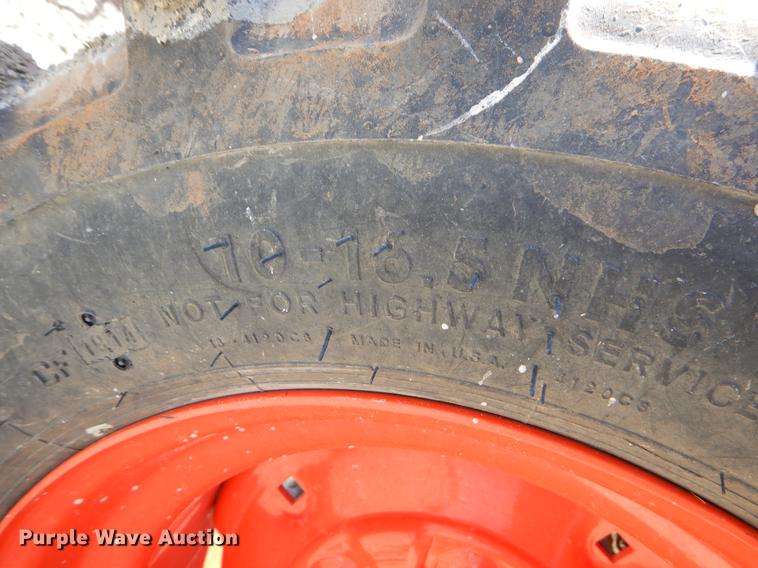 10-16.5 NHS
NOT FOR HIGHWAY SERVICE
MADE IN U.S.A.
Purple Wave Auction